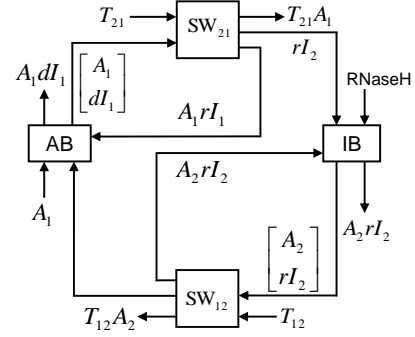 T₂₁
SW₂₁
T₂₁A₁
rI₂
A₁dI₁
[A₁
dI₁]
RNaseH
A₁rI₁
AB
IB
A₂rI₂
A₁
A₂rI₂
[A₂
rI₂]
SW₁₂
T₁₂A₂
T₁₂